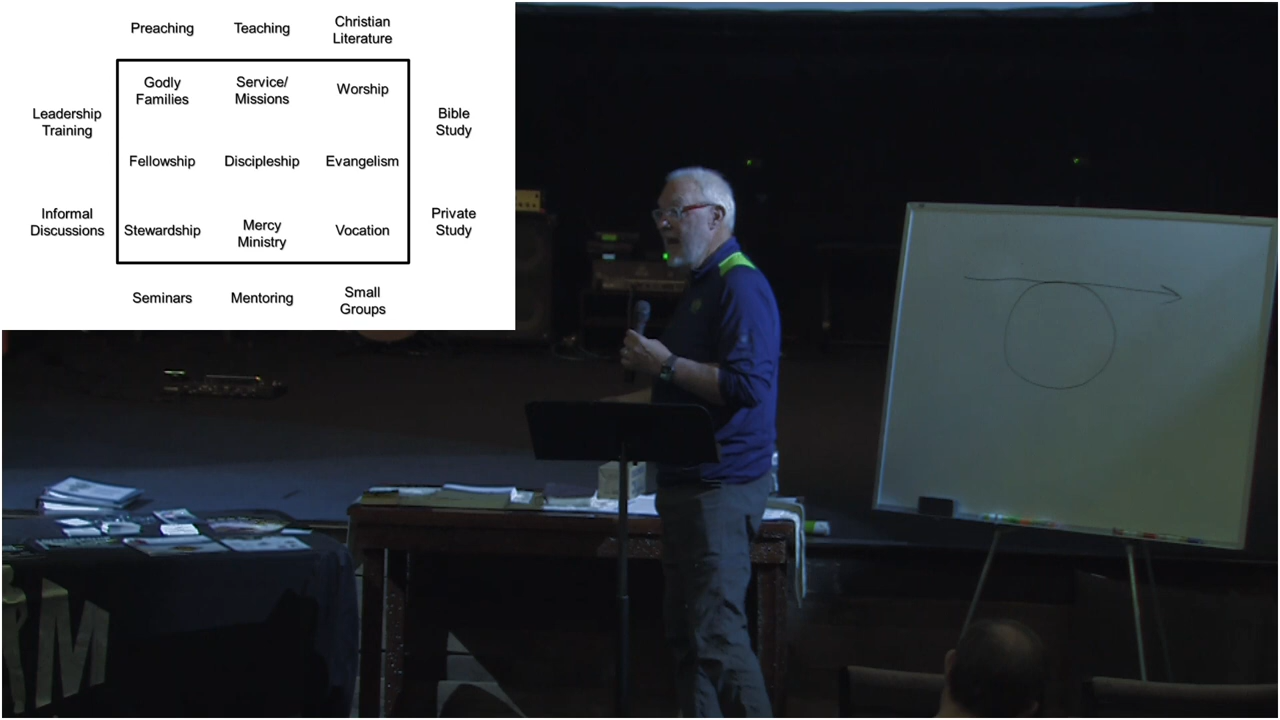 Preaching
Teaching
Christian
Literature
Godly
Families
Service/
Missions
Worship
Leadership
Training
Bible
Study
Fellowship
Discipleship
Evangelism
Informal
Discussions
Private
Study
Stewardship
Mercy
Ministry
Vocation
Seminars
Mentoring
Small
Groups